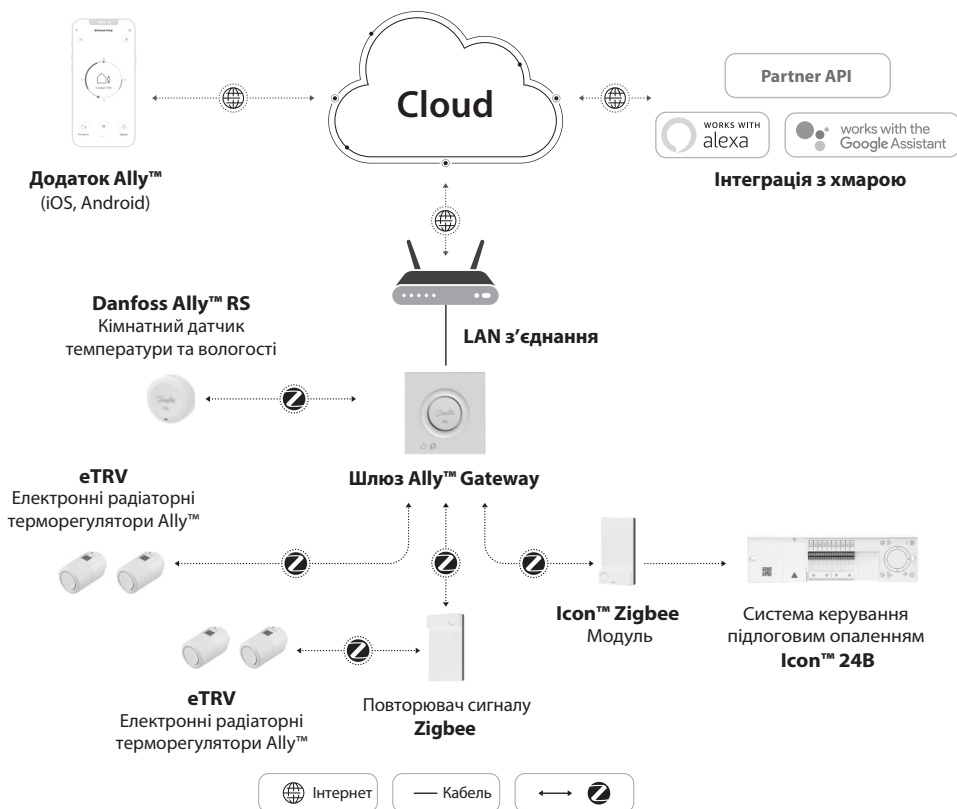 Cloud
Partner API
WORKS WITH
alexa
works with the
Google Assistant
Інтеграція з хмарою
Додаток Ally™
(iOS, Android)
Danfoss Ally™ RS
Кімнатний датчик
температури та вологості
LAN з’єднання
Шлюз Ally™ Gateway
eTRV
Електронні радіаторні
терморегулятори Ally™
Icon™ Zigbee
Модуль
Система керування
підлоговим опаленням
Icon™ 24B
eTRV
Електронні радіаторні
терморегулятори Ally™
Повторювач сигналу
Zigbee
Інтернет
Кабель